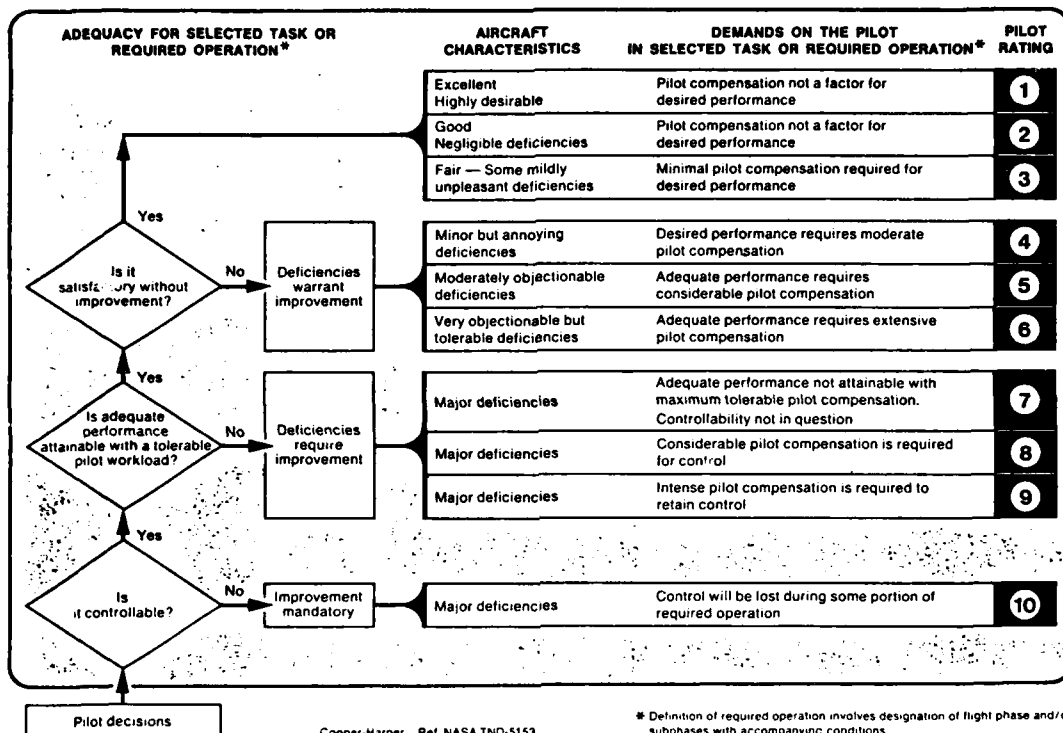 ADEQUACY FOR SELECTED TASK OR
REQUIRED OPERATION*
AIRCRAFT
CHARACTERISTICS
DEMANDS ON THE PILOT
IN SELECTED TASK OR REQUIRED OPERATION*
PILOT
RATING
Excellent
Highly desirable
Pilot compensation not a factor for
desired performance
1
Good
Negligible deficiencies
Pilot compensation not a factor for
desired performance
2
Fair — Some mildly
unpleasant deficiencies
Minimal pilot compensation required for
desired performance
3
Yes
Is it
satisfactory without
improvement?
No
Deficiencies
warrant
improvement
Minor but annoying
deficiencies
Desired performance requires moderate
pilot compensation
4
Moderately objectionable
deficiencies
Adequate performance requires
considerable pilot compensation
5
Very objectionable but
tolerable deficiencies
Adequate performance requires extensive
pilot compensation
6
Yes
Is adequate
performance
attainable with a tolerable
pilot workload?
No
Deficiencies
require
improvement
Major deficiencies
Adequate performance not attainable with
maximum tolerable pilot compensation.
Controllability not in question
7
Major deficiencies
Considerable pilot compensation is required
for control
8
Major deficiencies
Intense pilot compensation is required to
retain control
9
Yes
Is
it controllable?
No
Improvement
mandatory
Major deficiencies
Control will be lost during some portion of
required operation
10
Pilot decisions
Cooper-Harper Ref. NASA TND-5153
* Definition of required operation involves designation of flight phase and/
subphases with accompanying conditions